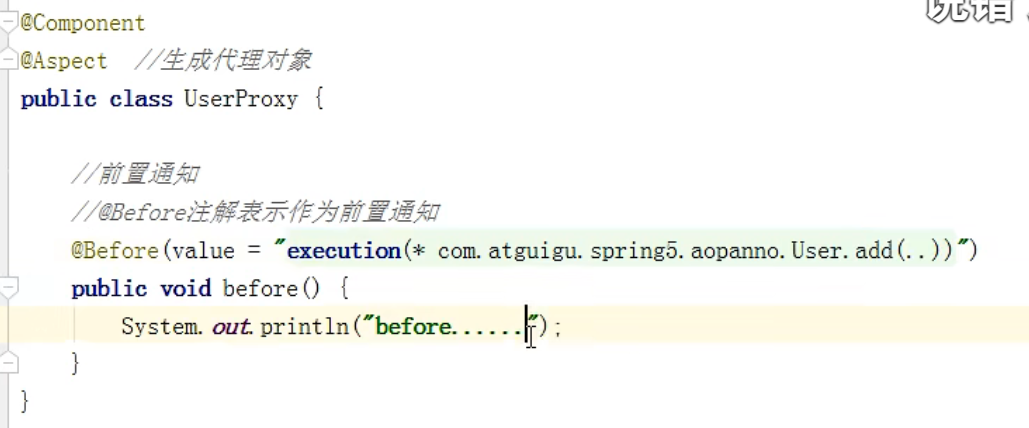 @Component
@Aspect //生成代理对象
public class UserProxy {
//前置通知
//@Before注解表示作为前置通知
@Before(value = "execution(* com.atguigu.spring5.aopanno.User.add(..))")
public void before() {
System.out.println("before......");
}
}